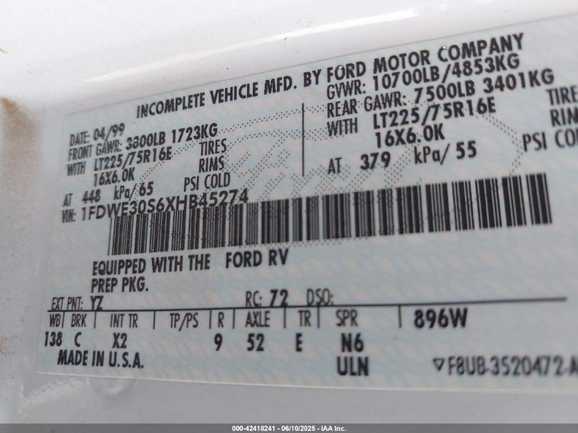 INCOMPLETE VEHICLE MFD. BY FORD MOTOR COMPANY
DATE: 04/99 GVWR: 10700LB/4853KG
FRONT GAWR: 3800LB 1723KG REAR GAWR: 7500LB 3401KG
WITH LT225/75R16E TIRES WITH LT225/75R16E TIRE
16X6.0K RIMS 16X6.0K RIM
AT 448 kPa/65 PSI COLD AT 379 kPa/55 PSI CO
VIN: 1FDWE30S6XHB45274
EQUIPPED WITH THE FORD RV
PREP PKG.
EXT PNT: YZ RC: 72 DSO:
WB BRK INT TR TP/PS R AXLE TR SPR 896W
138 C X2 9 52 E N6
MADE IN U.S.A. ULN F8UB-3520472-A
000-42418241 - 06/10/2025 - IAA Inc.